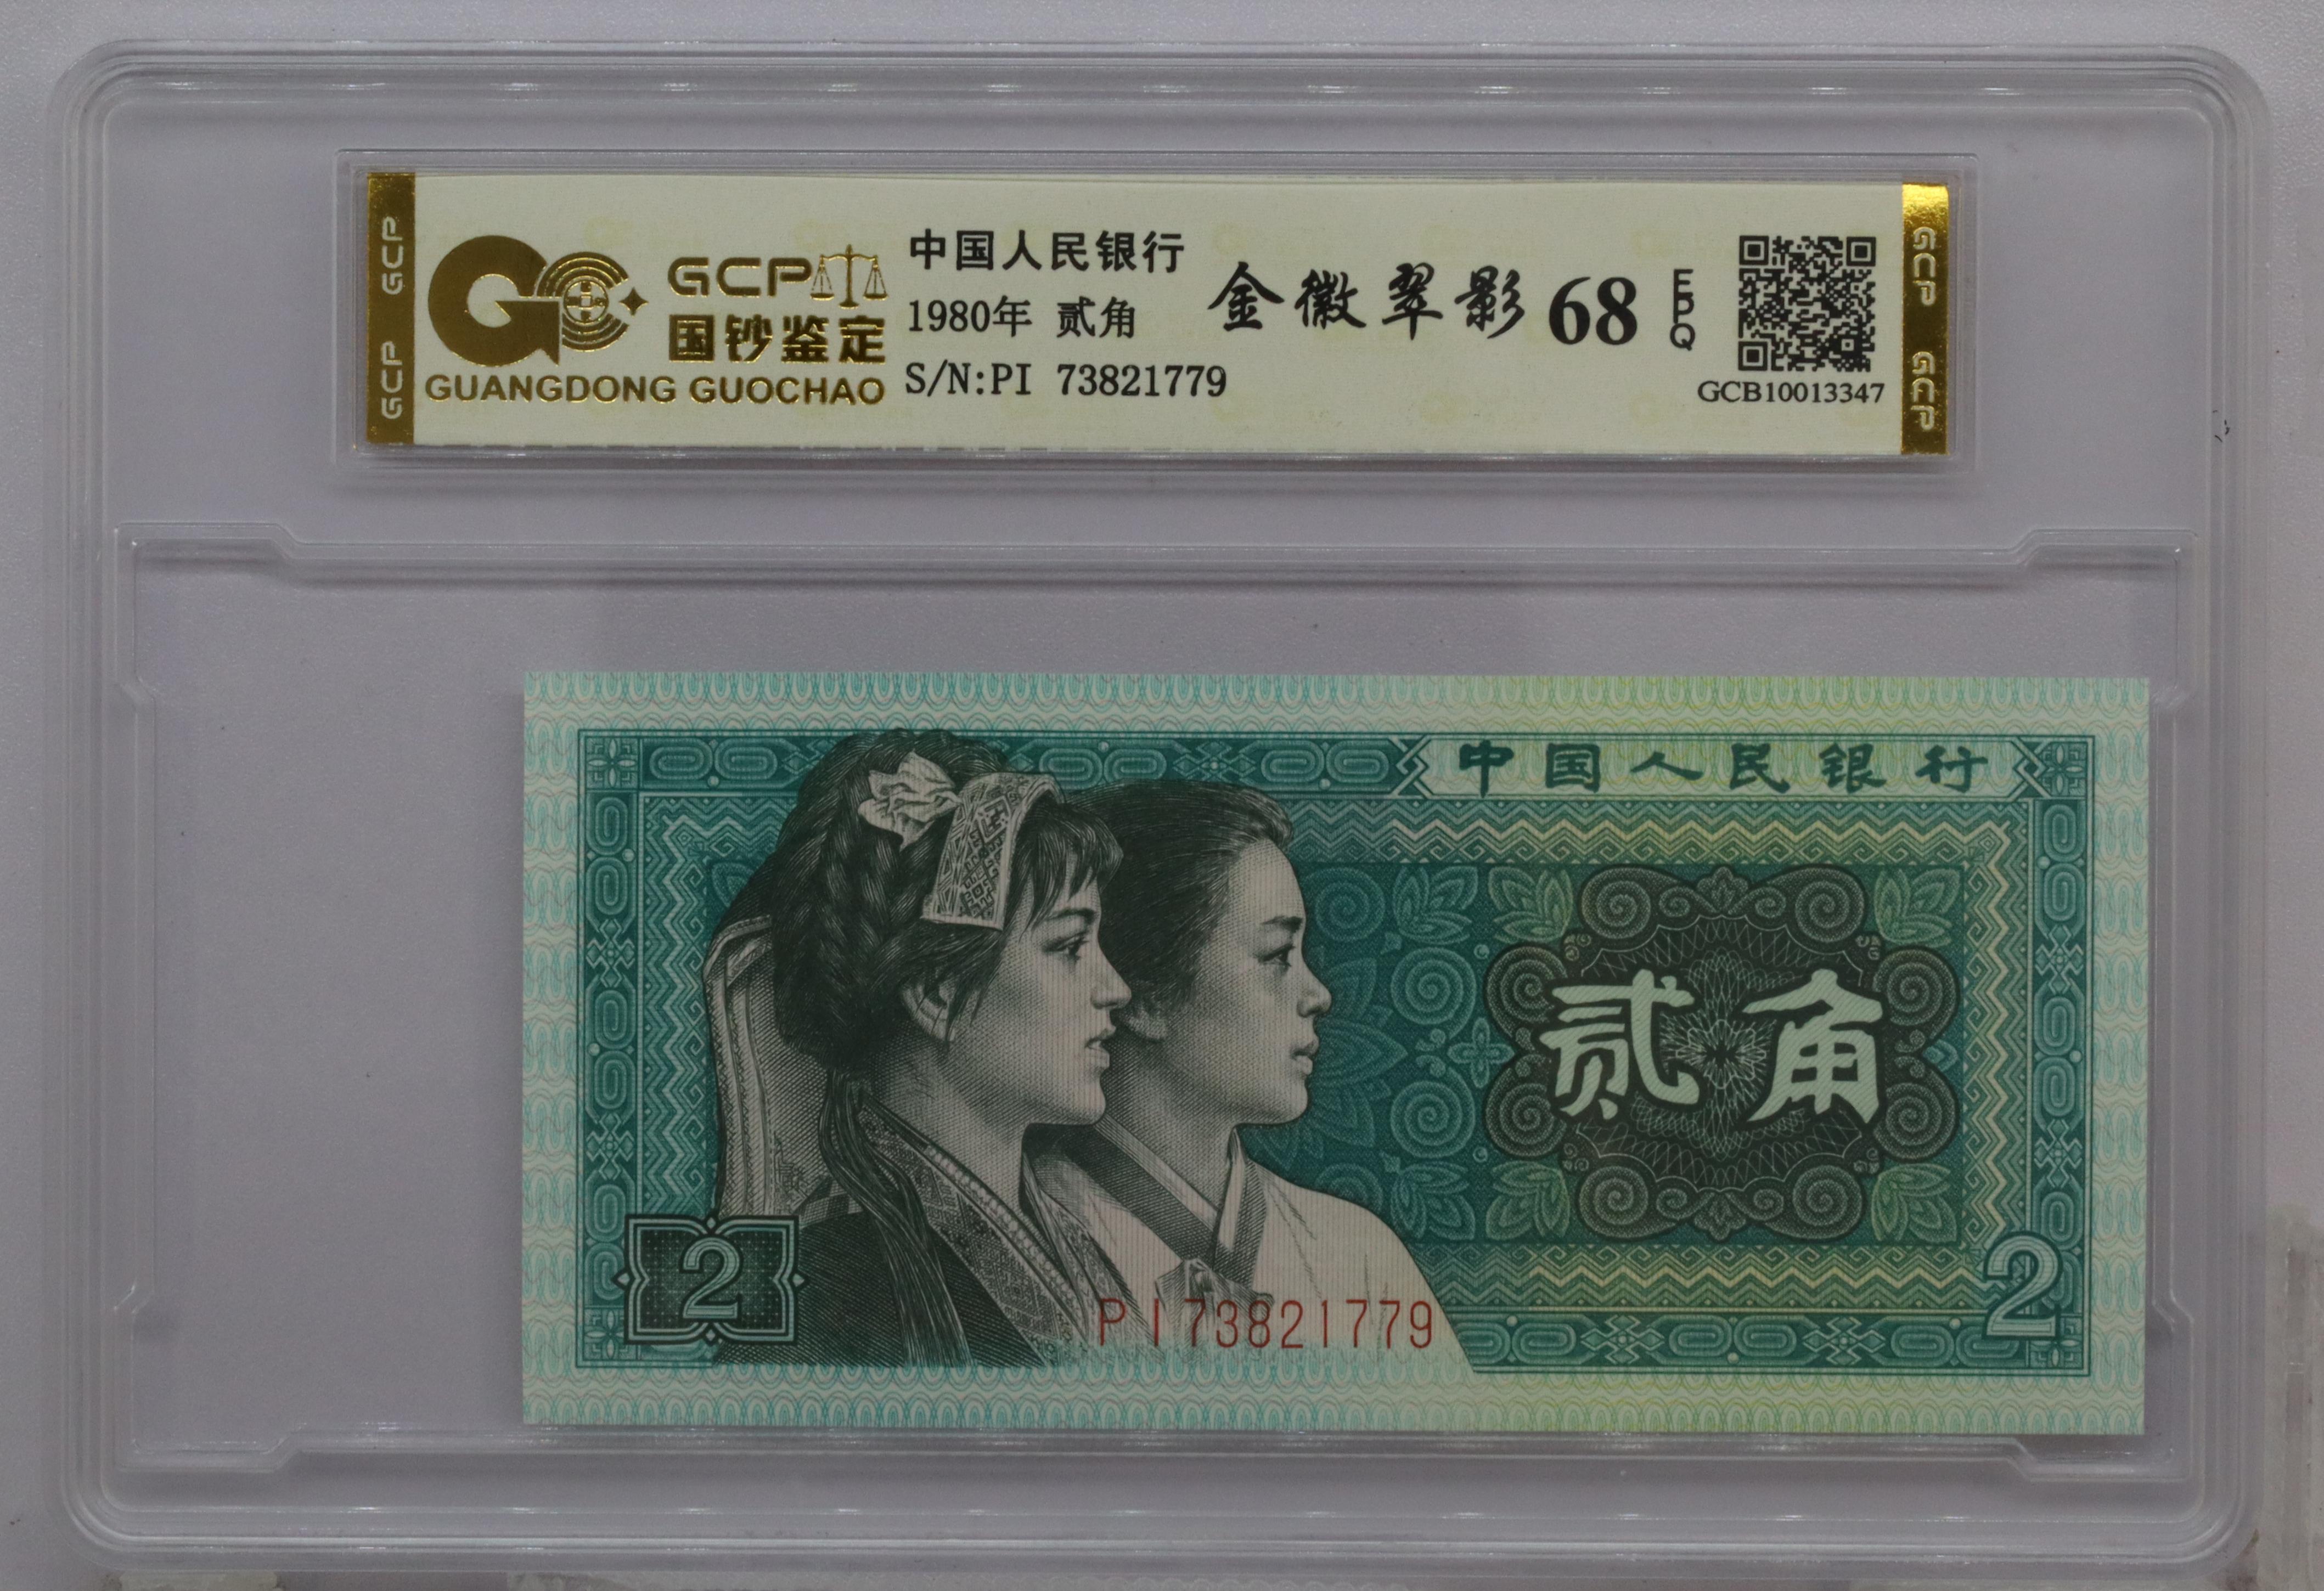 GCP
GCP
GCP
国钞鉴定
GUANGDONG GUOCHAO
中国人民银行
1980年 贰角
S/N:PI 73821779
金徽翠影 68 EPQ
GCB10013347
GCP
GCP
中国人民银行
贰角
2
PI73821779
2